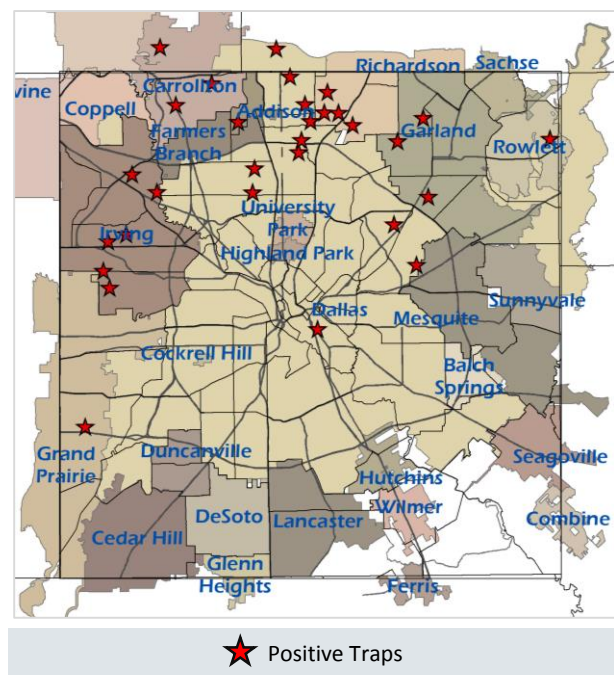 Richardson
Sachse
vine
Carrollton
Coppell
Addison
Farmers
Branch
Garland
Rowlett
University
Park
Irving
Highland Park
Sunnyvale
Dallas
Mesquite
Cockrell Hill
Balch
Springs
Grand
Prairie
Duncanville
Seagoville
Hutchins
Wilmer
DeSoto
Lancaster
Combine
Cedar Hill
Glenn
Heights
Ferris
Positive Traps